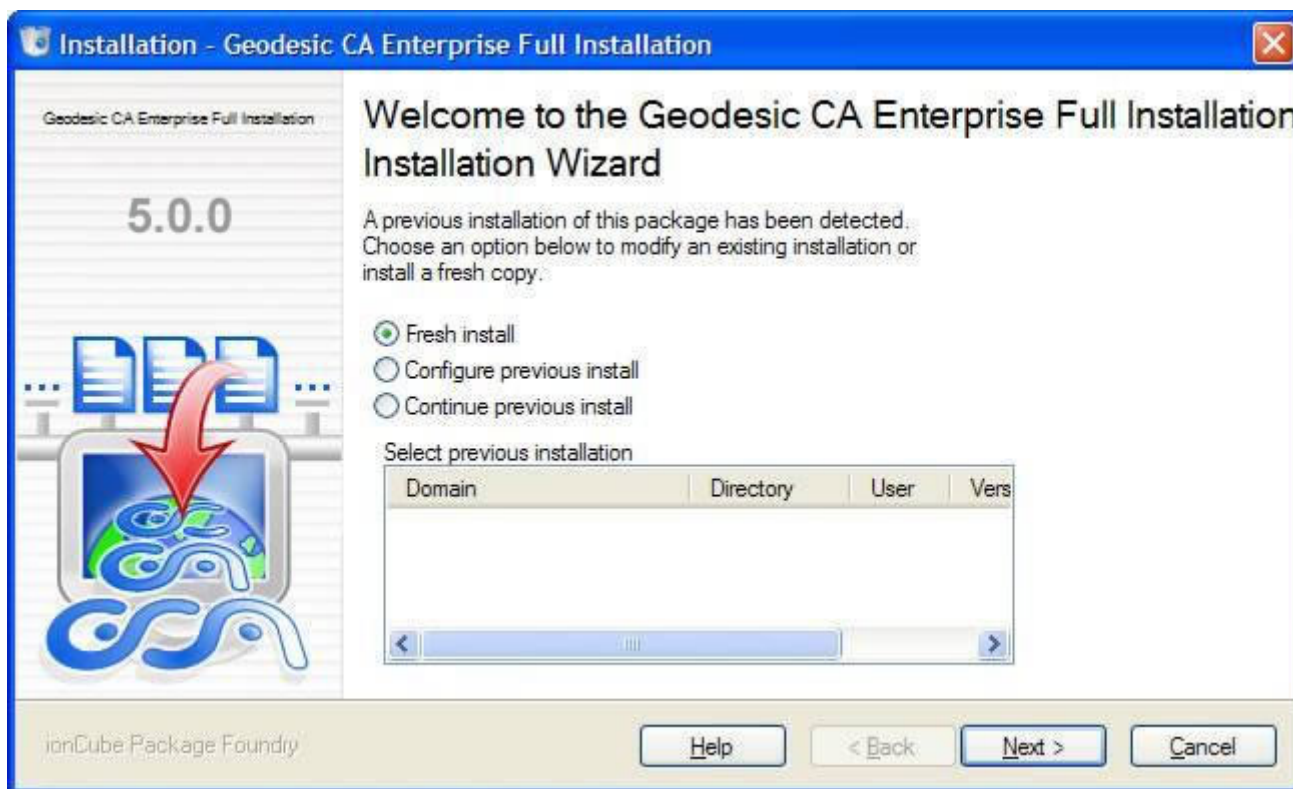 Installation - Geodesic CA Enterprise Full Installation
Geodesic CA Enterprise Full Installation
5.0.0
Welcome to the Geodesic CA Enterprise Full Installation
Installation Wizard
A previous installation of this package has been detected.
Choose an option below to modify an existing installation or
install a fresh copy.
Fresh install
Configure previous install
Continue previous install
Select previous installation
Domain Directory User Vers
ionCube Package Foundry
Help < Back Next > Cancel